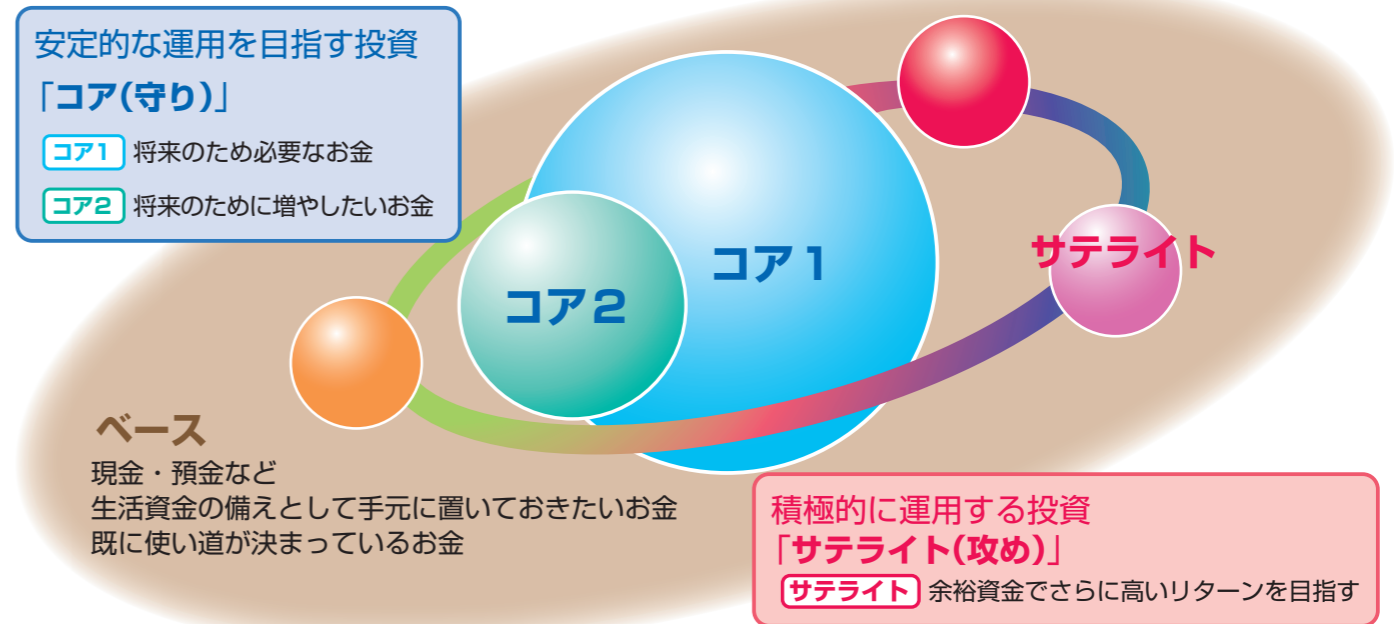 安定的な運用を目指す投資
「コア(守り)」
コア1 将来のため必要なお金
コア2 将来のために増やしたいお金
コア1
コア2
サテライト
ベース
現金・預金など
生活資金の備えとして手元に置いておきたいお金
既に使い道が決まっているお金
積極的に運用する投資
「サテライト(攻め)」
サテライト 余裕資金でさらに高いリターンを目指す